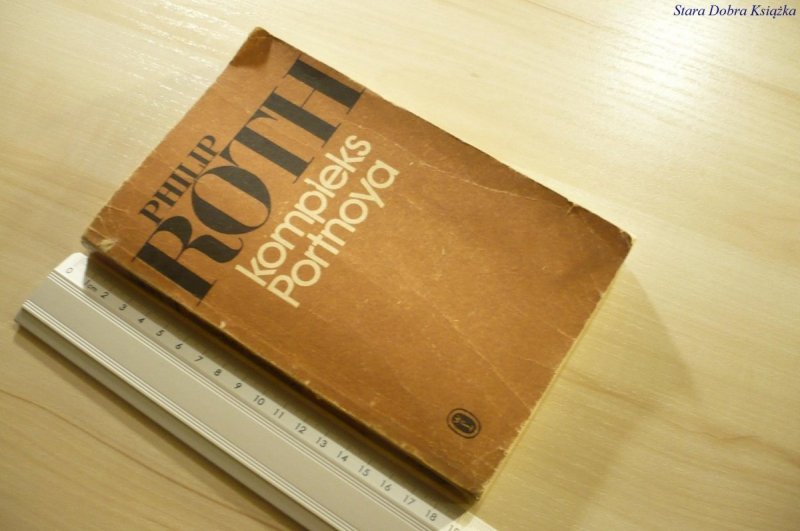 Stara Dobra Książka
PHILIP
ROTH
kompleks
Portnoya
0 1cm 2 3 4 5 6 7 8 9 10 11 12 13 14 15 16 17 18 19